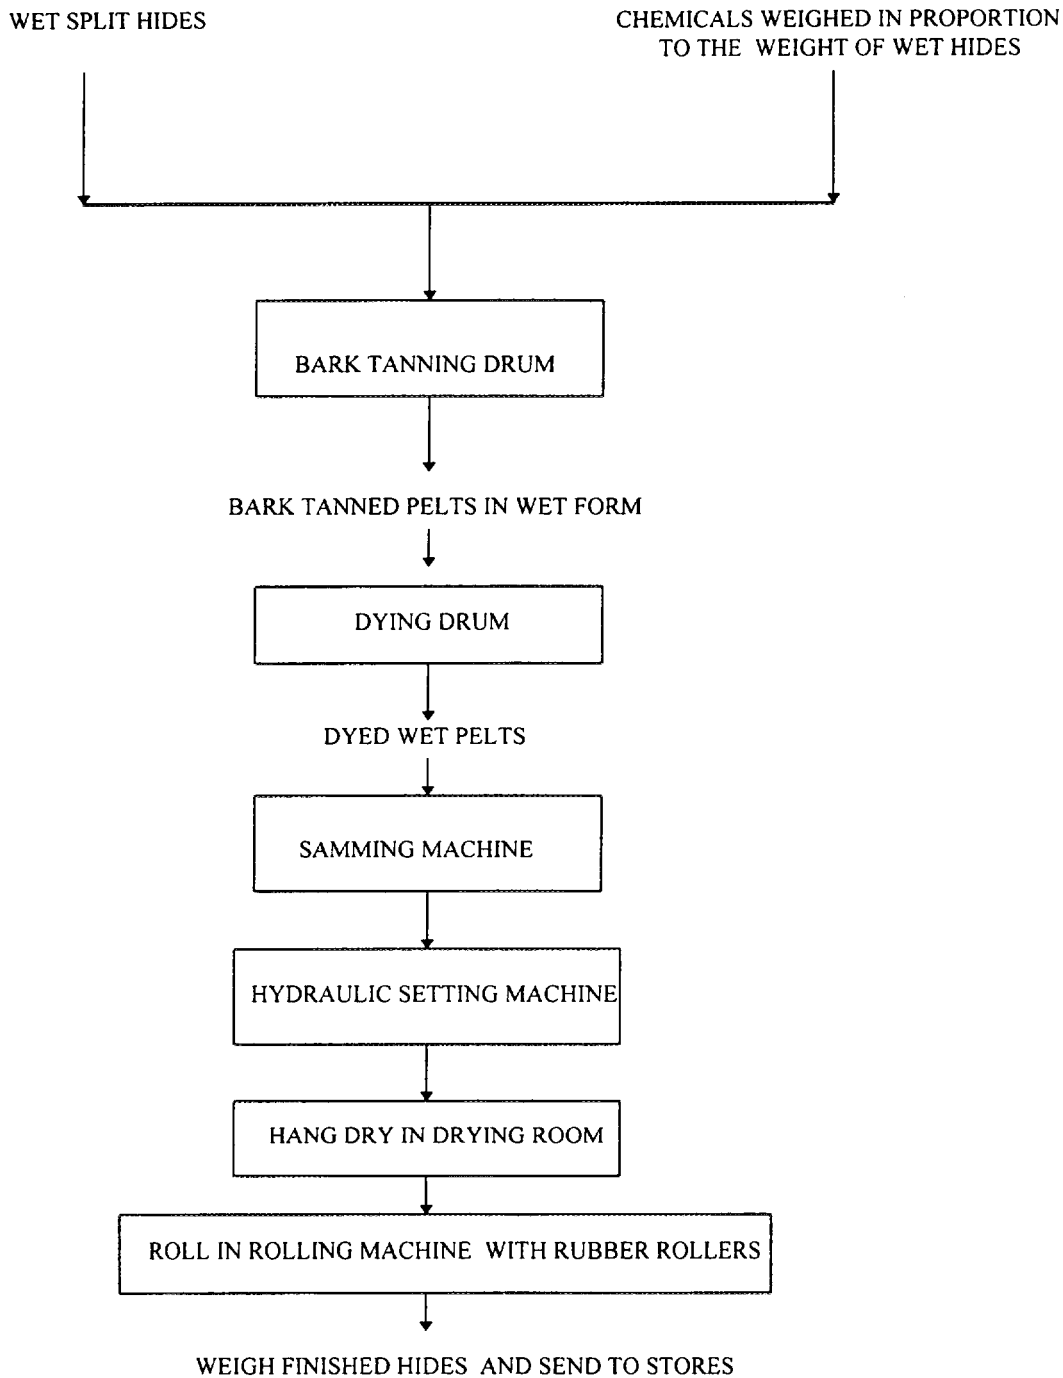 WET SPLIT HIDES
CHEMICALS WEIGHED IN PROPORTION
TO THE WEIGHT OF WET HIDES
BARK TANNING DRUM
BARK TANNED PELTS IN WET FORM
DYING DRUM
DYED WET PELTS
SAMMING MACHINE
HYDRAULIC SETTING MACHINE
HANG DRY IN DRYING ROOM
ROLL IN ROLLING MACHINE WITH RUBBER ROLLERS
WEIGH FINISHED HIDES AND SEND TO STORES